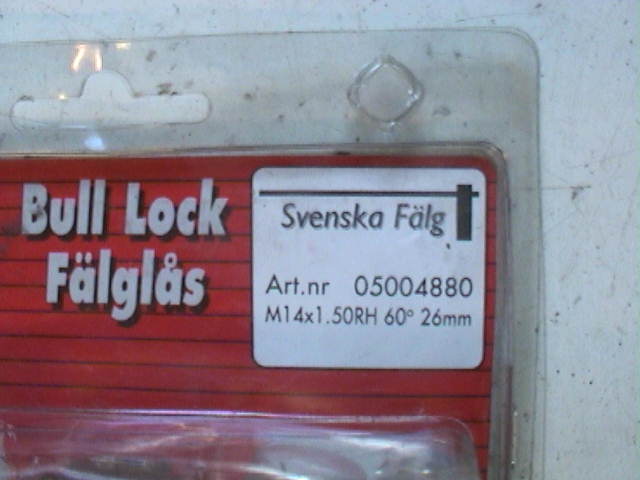 Bull Lock
Fälglås
Svenska Fälg
Art.nr 05004880
M14x1.50RH 60° 26mm